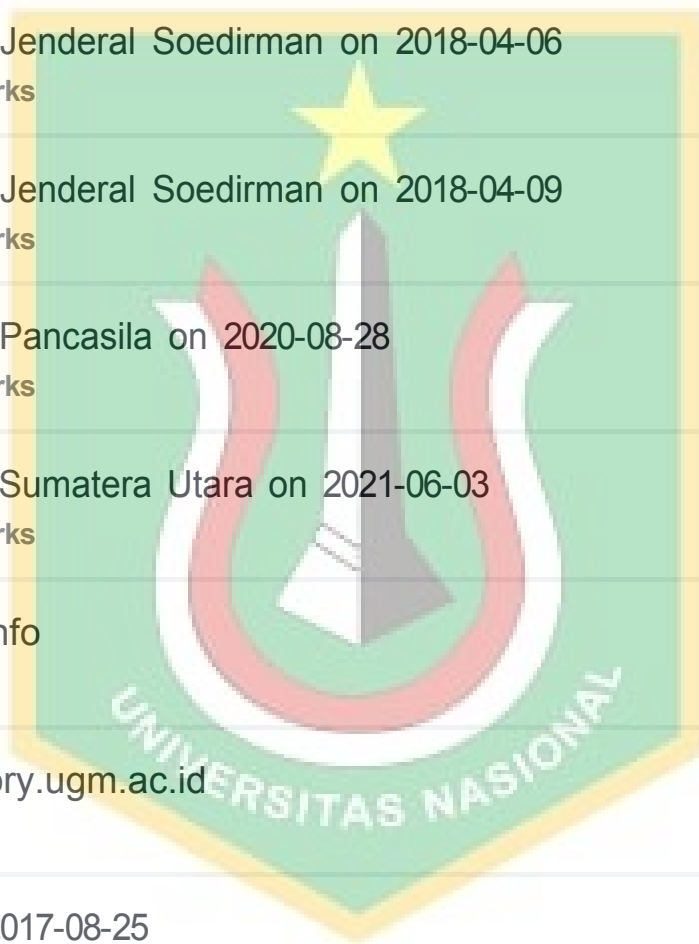 Jenderal Soedirman on 2018-04-06
rks
Jenderal Soedirman on 2018-04-09
rks
Pancasila on 2020-08-28
rks
Sumatera Utara on 2021-06-03
rks
nfo
ory.ugm.ac.id
UNIVERSITAS NASIONAL
017-08-25